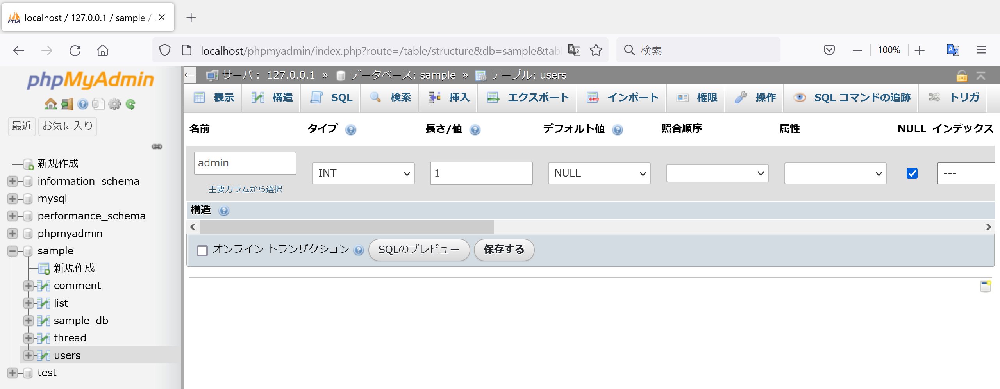 localhost / 127.0.0.1 / sample /
localhost/phpmyadmin/index.php?route=/table/structure&db=sample&tabl
検索
100%
phpMyAdmin
最近 お気に入り
新規作成
information_schema
mysql
performance_schema
phpmyadmin
sample
新規作成
comment
list
sample_db
thread
users
test
サーバ : 127.0.0.1 » データベース: sample » テーブル: users
表示 構造 SQL 検索 挿入 エクスポート インポート 権限 操作 SQL コマンドの追跡 トリガ
名前 タイプ 長さ/値 デフォルト値 照合順序 属性 NULL インデックス
admin INT 1 NULL ---
主要カラムから選択
構造
オンライン トランザクション SQLのプレビュー 保存する